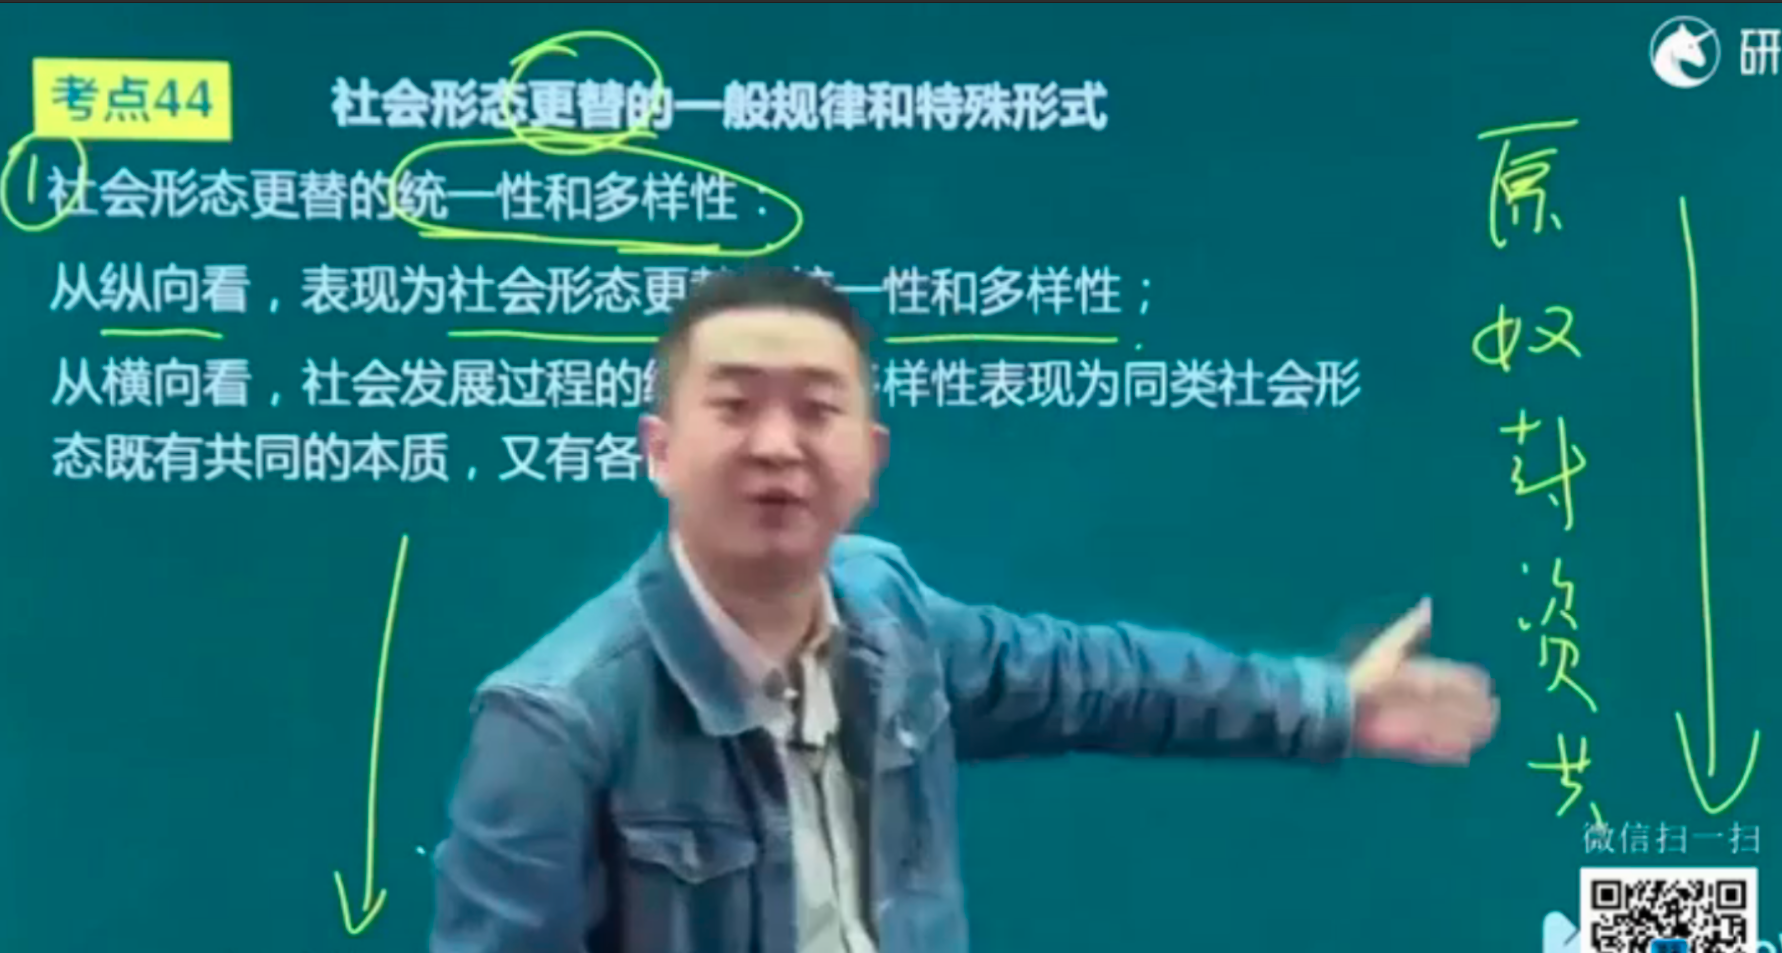 考点44 社会形态更替的一般规律和特殊形式
研
1 社会形态更替的统一性和多样性：
从纵向看，表现为社会形态更 一性和多样性；
从横向看，社会发展过程的 样性表现为同类社会形
态既有共同的本质，又有各
原
奴
封
资
共
微信扫一扫